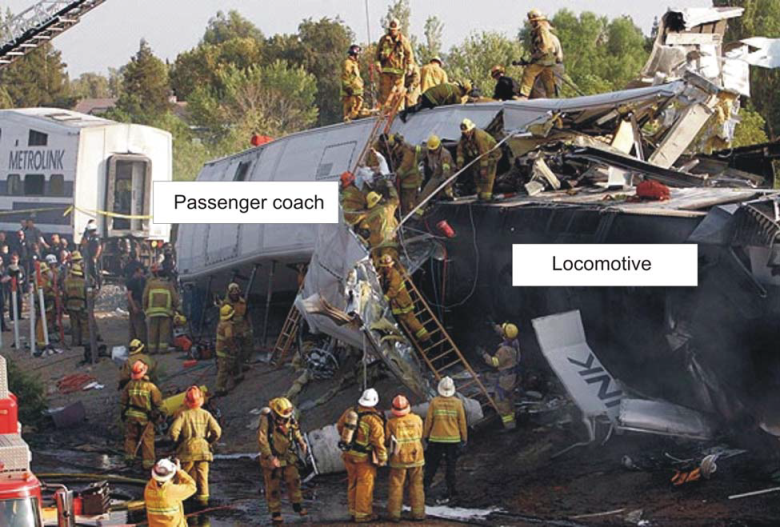 METROLINK
Passenger coach
Locomotive
INK